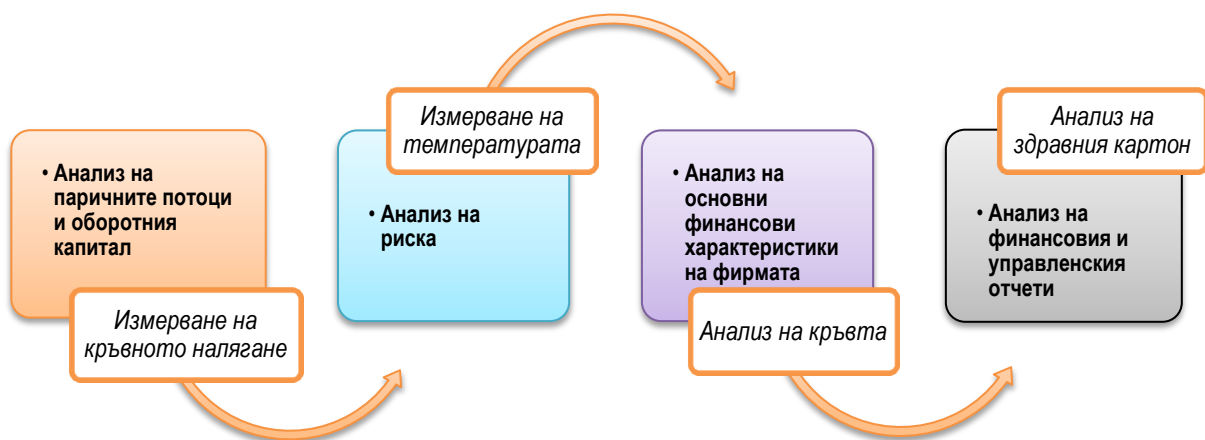 • Анализ на
паричните потоци
и оборотния
капитал
Измерване на
кръвното налягане
Измерване на
температурата
• Анализ на
риска
• Анализ на
основни
финансови
характеристики
на фирмата
Анализ на кръвта
Анализ на
здравния картон
• Анализ на
финансовия и
управленския
отчети